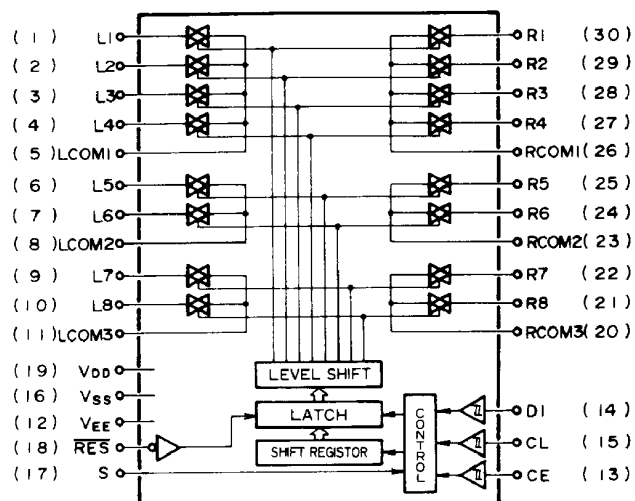 (1) L1 R1 (30)
(2) L2 R2 (29)
(3) L3 R3 (28)
(4) L4 R4 (27)
(5) LCOM1 RCOM1(26)
(6) L5 R5 (25)
(7) L6 R6 (24)
(8) LCOM2 RCOM2(23)
(9) L7 R7 (22)
(10) L8 R8 (21)
(11) LCOM3 RCOM3(20)
(19) VDD LEVEL SHIFT
(16) VSS
(12) VEE LATCH DI (14)
(18) RES CONTROL CL (15)
(17) S SHIFT REGISTOR CE (13)